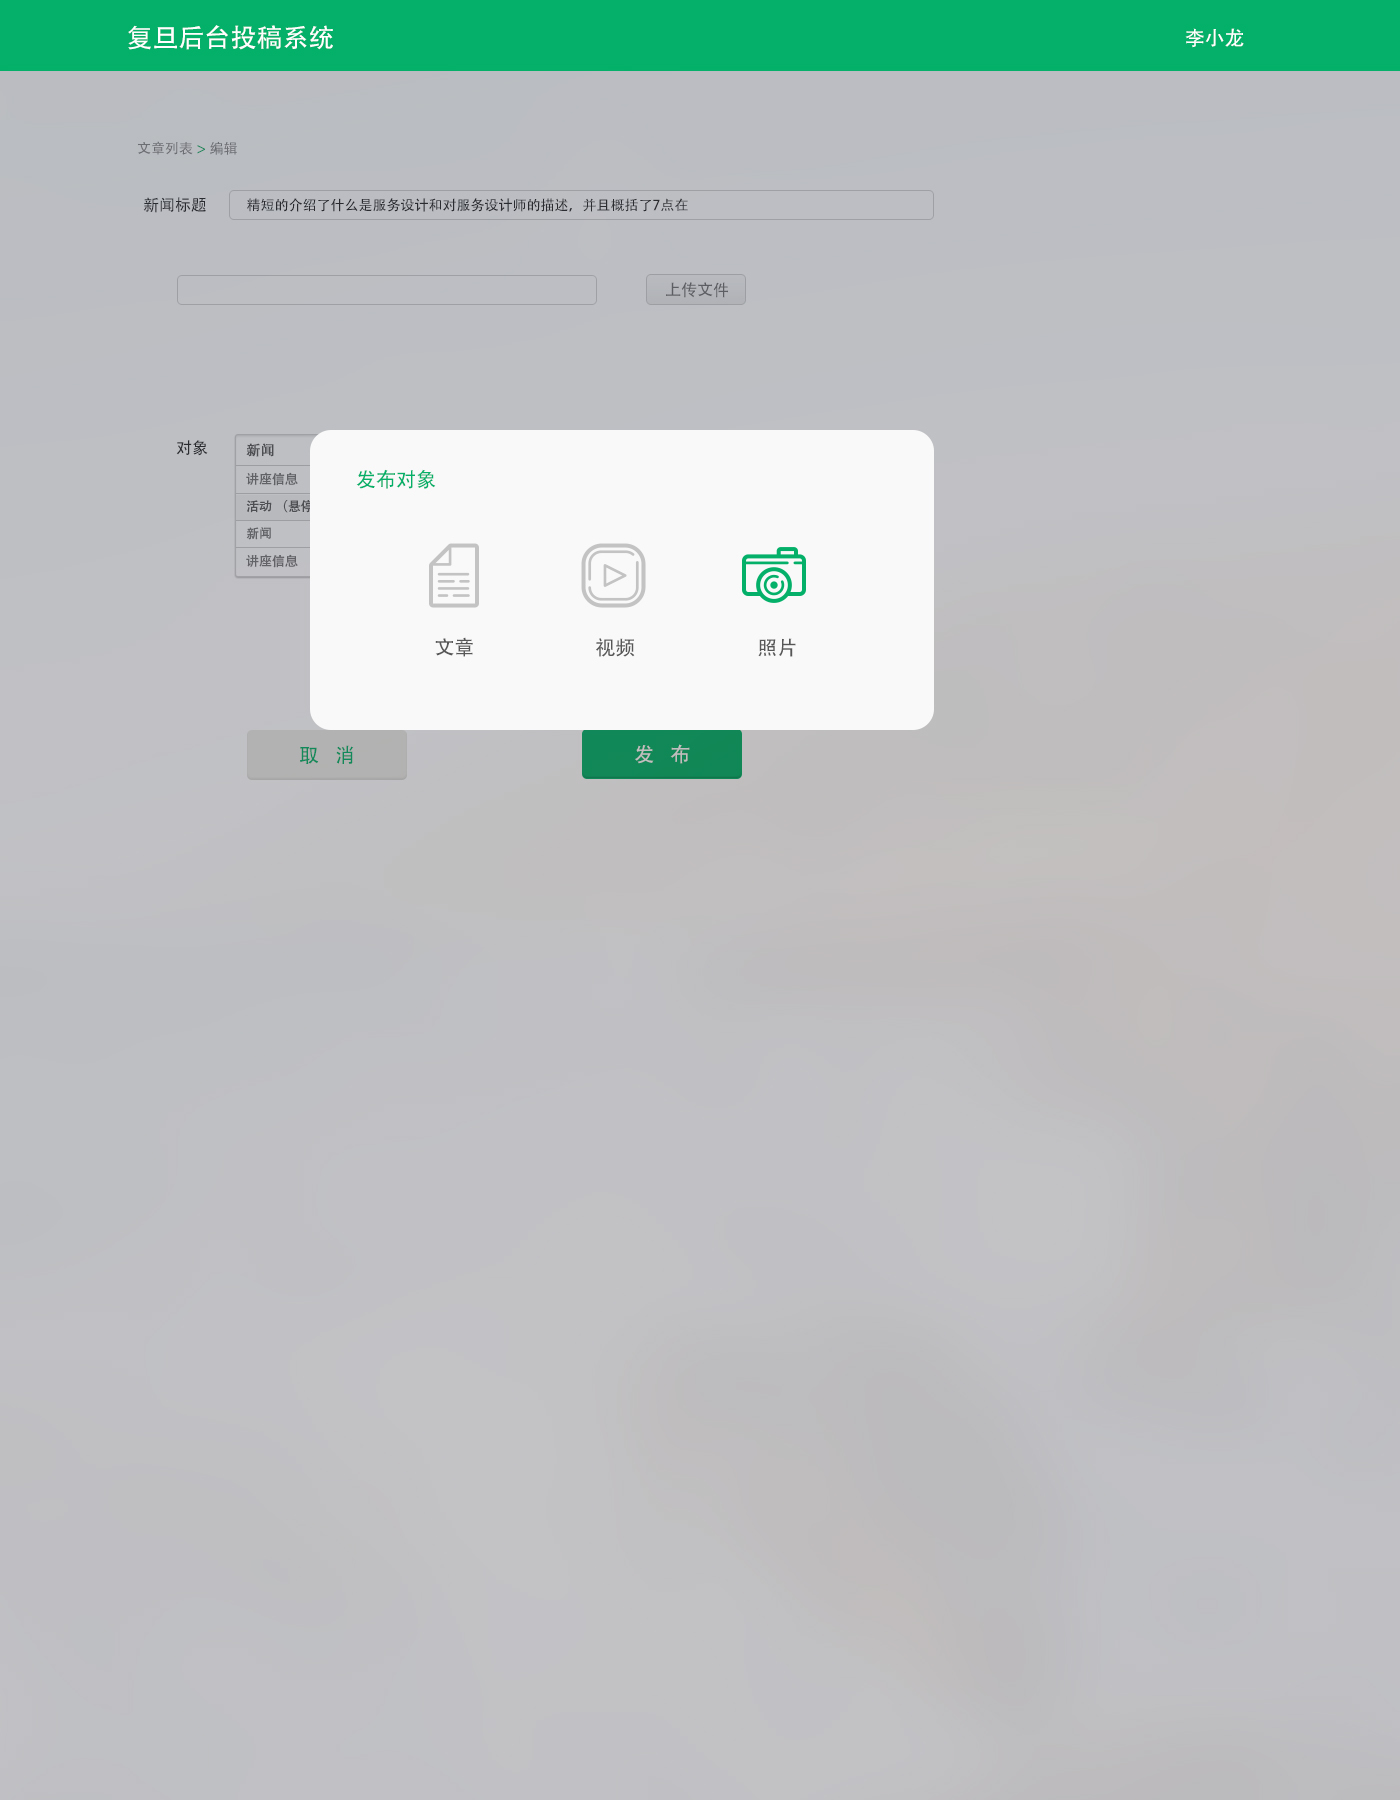 复旦后台投稿系统
李小龙
文章列表 > 编辑
新闻标题
精短的介绍了什么是服务设计和对服务设计师的描述，并且概括了7点在
上传文件
对象
新闻
讲座信息
活动 （悬停
新闻
讲座信息
发布对象
文章
视频
照片
取 消
发 布